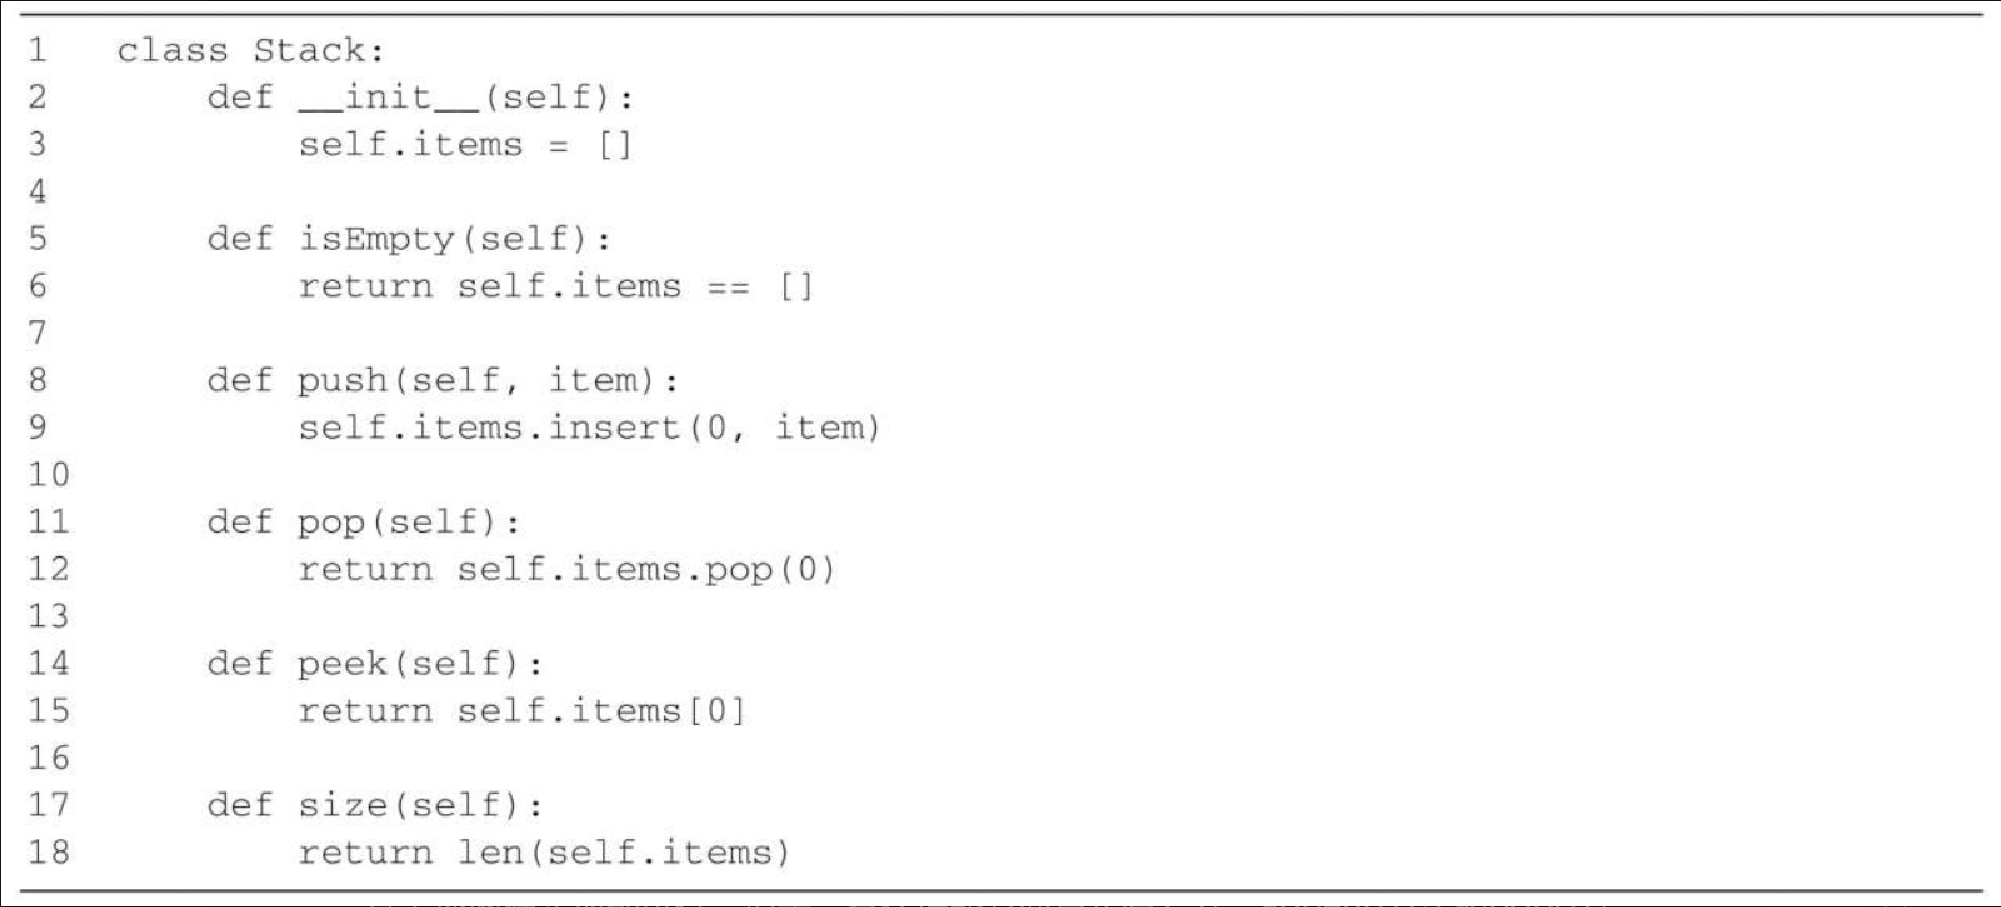 1 class Stack:
2 def __init__(self):
3 self.items = []
4
5 def isEmpty(self):
6 return self.items == []
7
8 def push(self, item):
9 self.items.insert(0, item)
10
11 def pop(self):
12 return self.items.pop(0)
13
14 def peek(self):
15 return self.items[0]
16
17 def size(self):
18 return len(self.items)